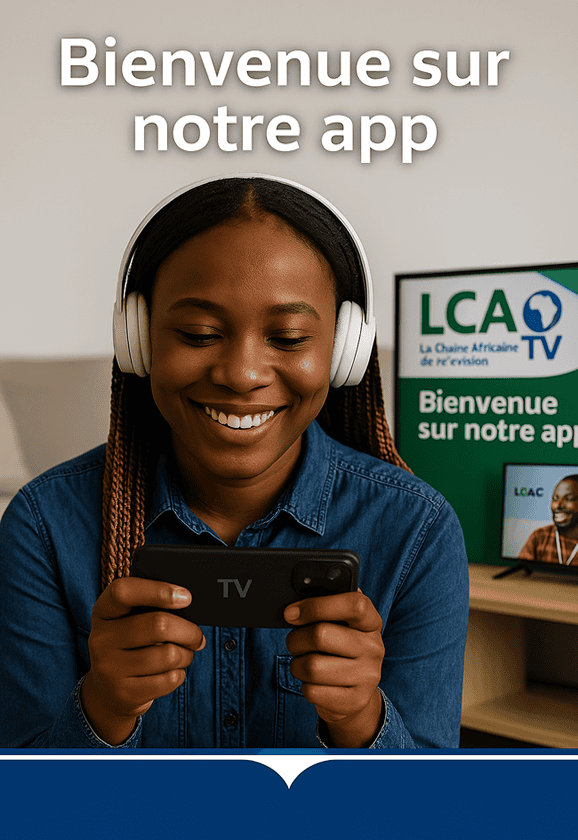 Bienvenue sur
notre app
LCA
TV
La Chaine Africaine
de re'evision
Bienvenue
sur notre app
LCAC
TV